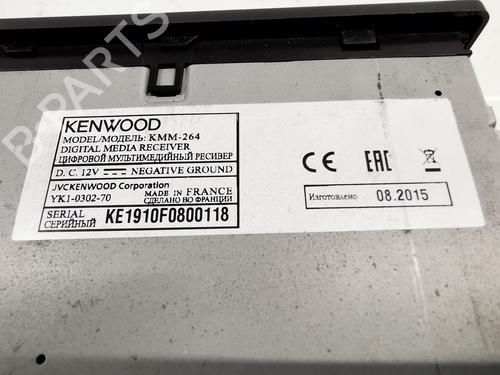 KENWOOD
MODEL/МОДЕЛЬ: KMM-264
DIGITAL MEDIA RECEIVER
ЦИФРОВОЙ МУЛЬТИМЕДИЙНЫЙ РЕСИВЕР
D. C. 12V NEGATIVE GROUND
JVCKENWOOD Corporation
YK1-0302-70
MADE IN FRANCE
СДЕЛАНО ВО ФРАНЦИИ
SERIAL
СЕРИЙНЫЙ
KE1910F0800118
CE EAC
Изготовлено 08.2015
B-PARTS